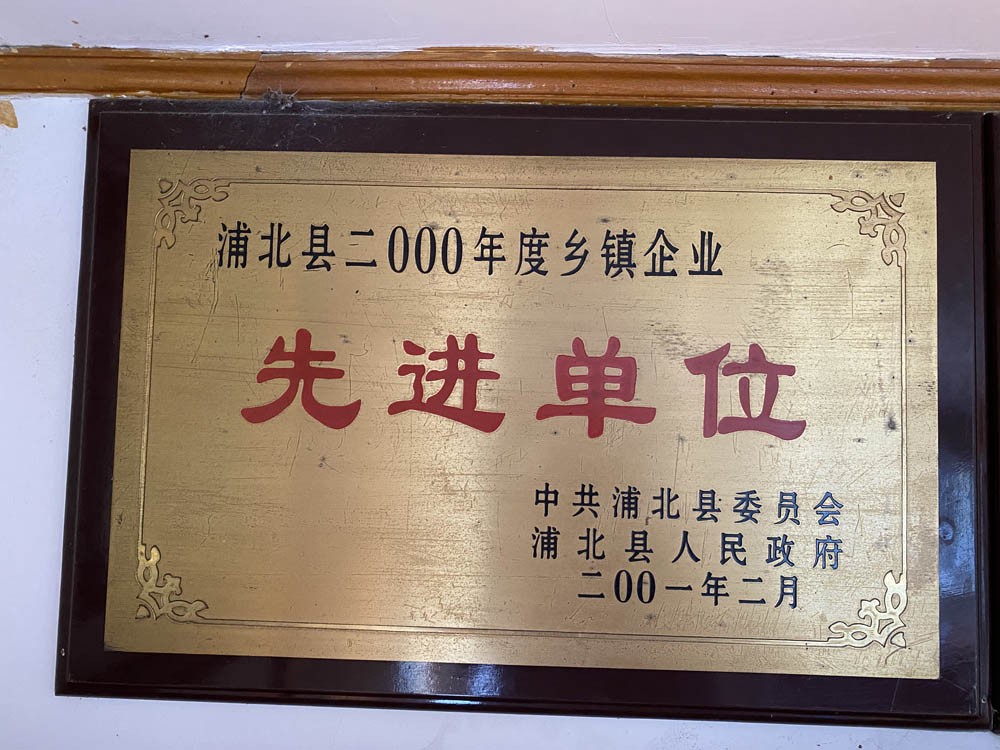 浦北县二000年度乡镇企业
先进单位
中共浦北县委员会
浦北县人民政府
二00一年二月